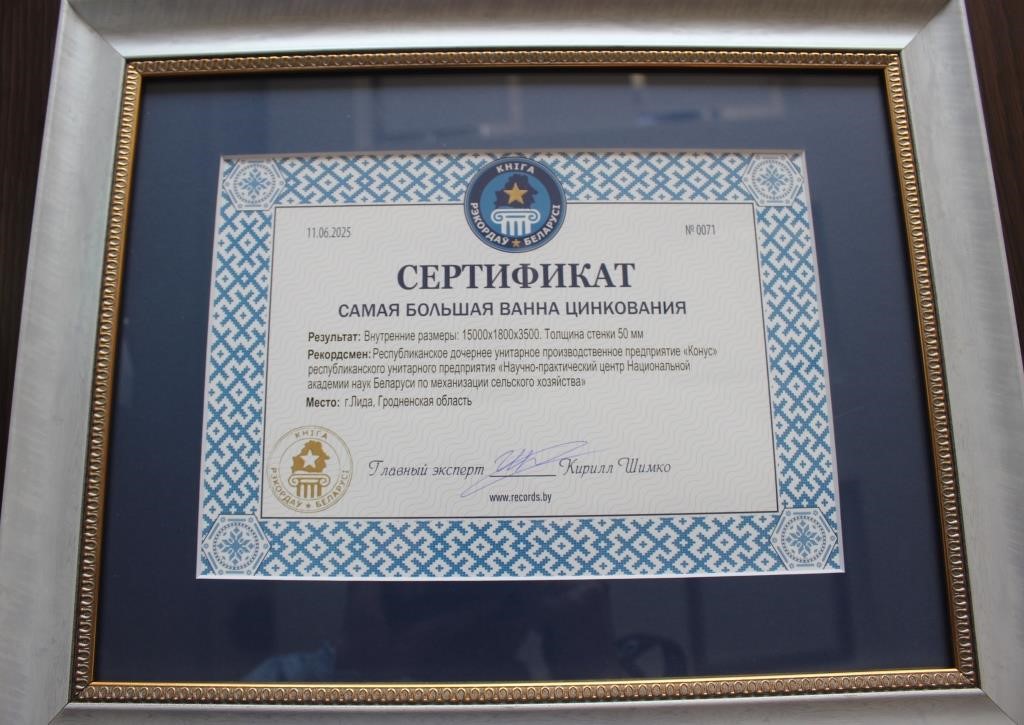 КНІГА
РЭКОРДАЎ ★ БЕЛАРУСІ
11.06.2025
№ 0071
СЕРТИФИКАТ
САМАЯ БОЛЬШАЯ ВАННА ЦИНКОВАНИЯ
Результат: Внутренние размеры: 15000х1800х3500. Толщина стенки 50 мм
Рекордсмен: Республиканское дочернее унитарное производственное предприятие «Конус»
республиканского унитарного предприятия «Научно-практический центр Национальной
академии наук Беларуси по механизации сельского хозяйства»
Место: г.Лида, Гродненская область
КНІГА
РЭКОРДАЎ ★ БЕЛАРУСІ
Главный эксперт Кирилл Шимко
www.records.by